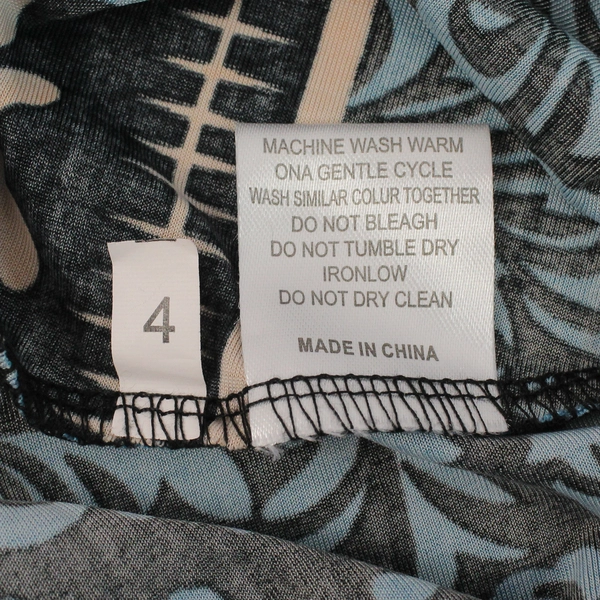 MACHINE WASH WARM
ONA GENTLE CYCLE
WASH SIMILAR COLUR TOGETHER
DO NOT BLEAGH
DO NOT TUMBLE DRY
IRONLOW
DO NOT DRY CLEAN
MADE IN CHINA
4